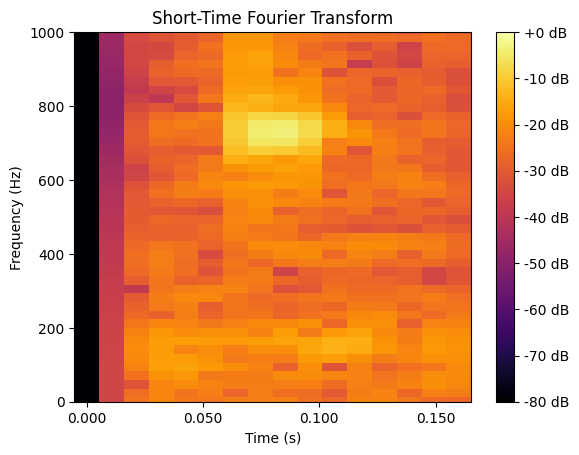 Short-Time Fourier Transform
Frequency (Hz)
1000
800
600
400
200
0
0.000
0.050
0.100
0.150
Time (s)
+0 dB
-10 dB
-20 dB
-30 dB
-40 dB
-50 dB
-60 dB
-70 dB
-80 dB